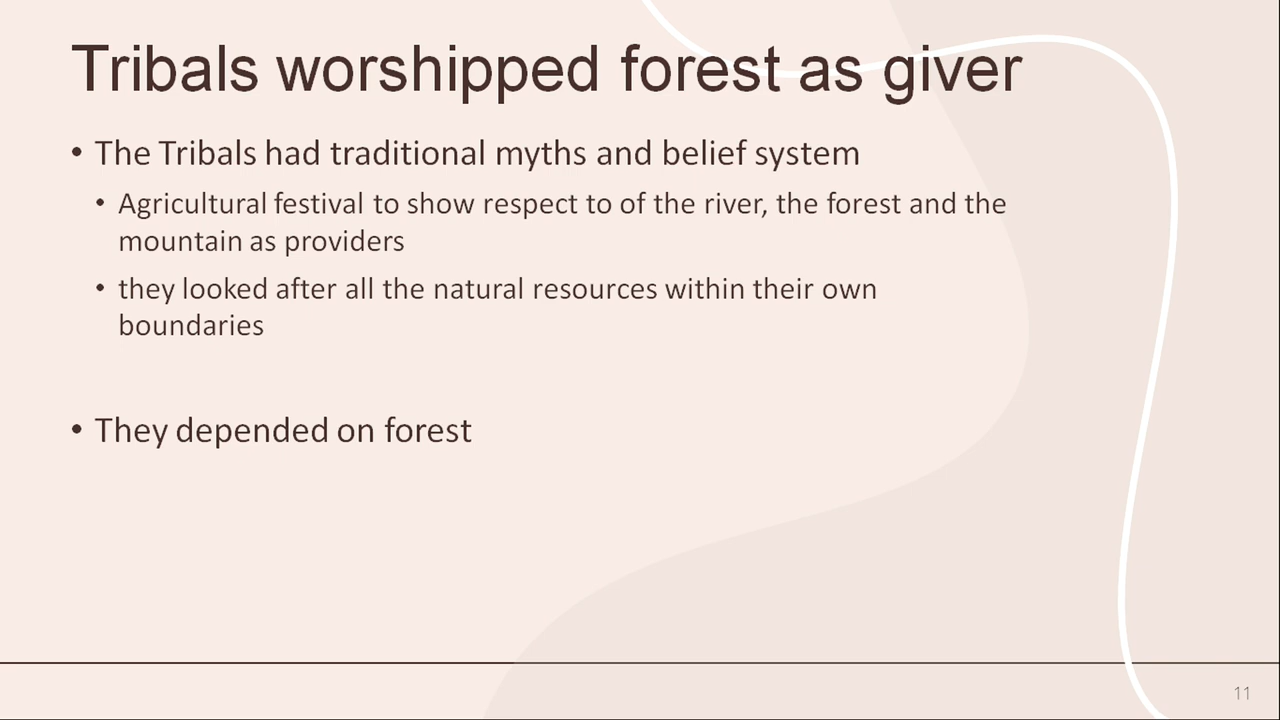 Tribals worshipped forest as giver
• The Tribals had traditional myths and belief system
• Agricultural festival to show respect to of the river, the forest and the
mountain as providers
• they looked after all the natural resources within their own
boundaries
• They depended on forest
11